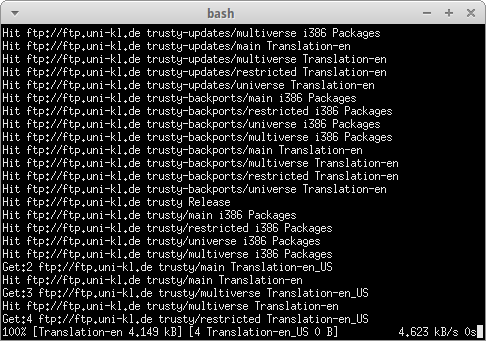 bash
Hit ftp://ftp.uni-kl.de trusty-updates/multiverse i386 Packages
Hit ftp://ftp.uni-kl.de trusty-updates/main Translation-en
Hit ftp://ftp.uni-kl.de trusty-updates/multiverse Translation-en
Hit ftp://ftp.uni-kl.de trusty-updates/restricted Translation-en
Hit ftp://ftp.uni-kl.de trusty-updates/universe Translation-en
Hit ftp://ftp.uni-kl.de trusty-backports/main i386 Packages
Hit ftp://ftp.uni-kl.de trusty-backports/restricted i386 Packages
Hit ftp://ftp.uni-kl.de trusty-backports/universe i386 Packages
Hit ftp://ftp.uni-kl.de trusty-backports/multiverse i386 Packages
Hit ftp://ftp.uni-kl.de trusty-backports/main Translation-en
Hit ftp://ftp.uni-kl.de trusty-backports/multiverse Translation-en
Hit ftp://ftp.uni-kl.de trusty-backports/restricted Translation-en
Hit ftp://ftp.uni-kl.de trusty-backports/universe Translation-en
Hit ftp://ftp.uni-kl.de trusty Release
Hit ftp://ftp.uni-kl.de trusty/main i386 Packages
Hit ftp://ftp.uni-kl.de trusty/restricted i386 Packages
Hit ftp://ftp.uni-kl.de trusty/universe i386 Packages
Hit ftp://ftp.uni-kl.de trusty/multiverse i386 Packages
Get:2 ftp://ftp.uni-kl.de trusty/main Translation-en_US
Hit ftp://ftp.uni-kl.de trusty/main Translation-en
Get:3 ftp://ftp.uni-kl.de trusty/multiverse Translation-en_US
Hit ftp://ftp.uni-kl.de trusty/multiverse Translation-en
Get:4 ftp://ftp.uni-kl.de trusty/restricted Translation-en_US
100% [Translation-en 4.149 kB] [4 Translation-en_US 0 B] 4.623 kB/s 0s